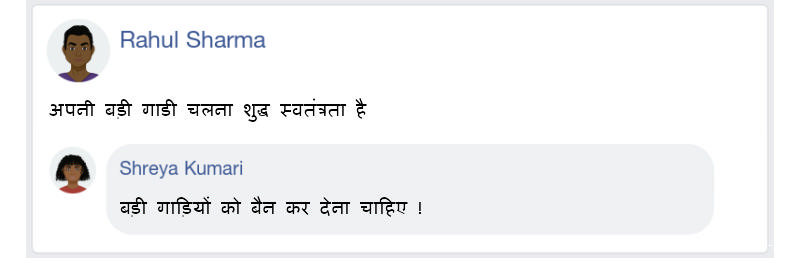 Rahul Sharma
अपनी बड़ी गाडी चलना शुद्ध स्वतंत्रता है
Shreya Kumari
बड़ी गाड़ियों को बैन कर देना चाहिए !